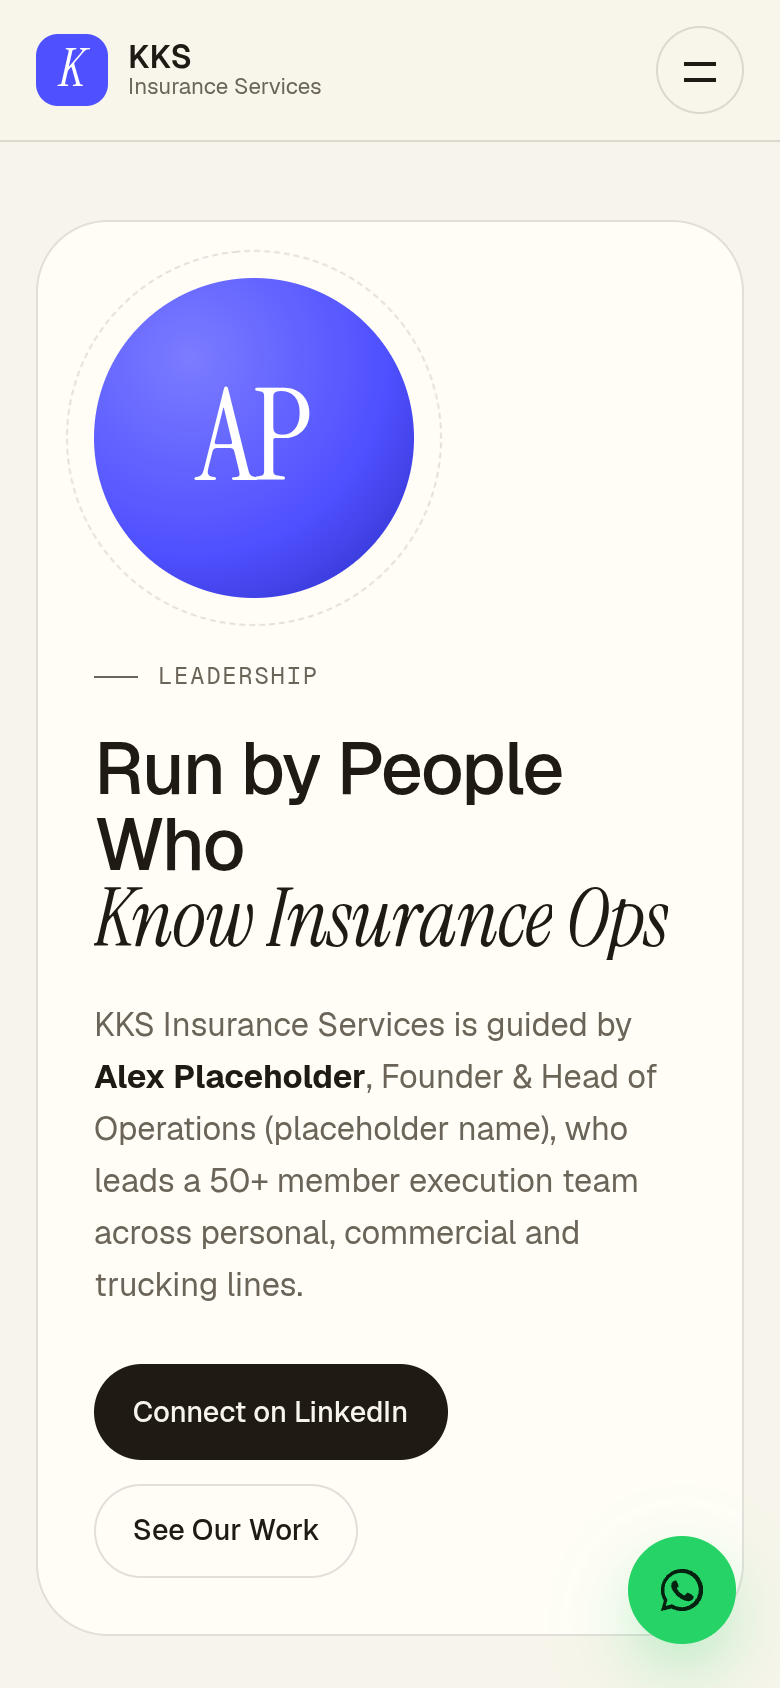 K
KKS
Insurance Services
AP
LEADERSHIP
Run by People
Who
Know Insurance Ops
KKS Insurance Services is guided by
Alex Placeholder, Founder & Head of
Operations (placeholder name), who
leads a 50+ member execution team
across personal, commercial and
trucking lines.
Connect on LinkedIn
See Our Work